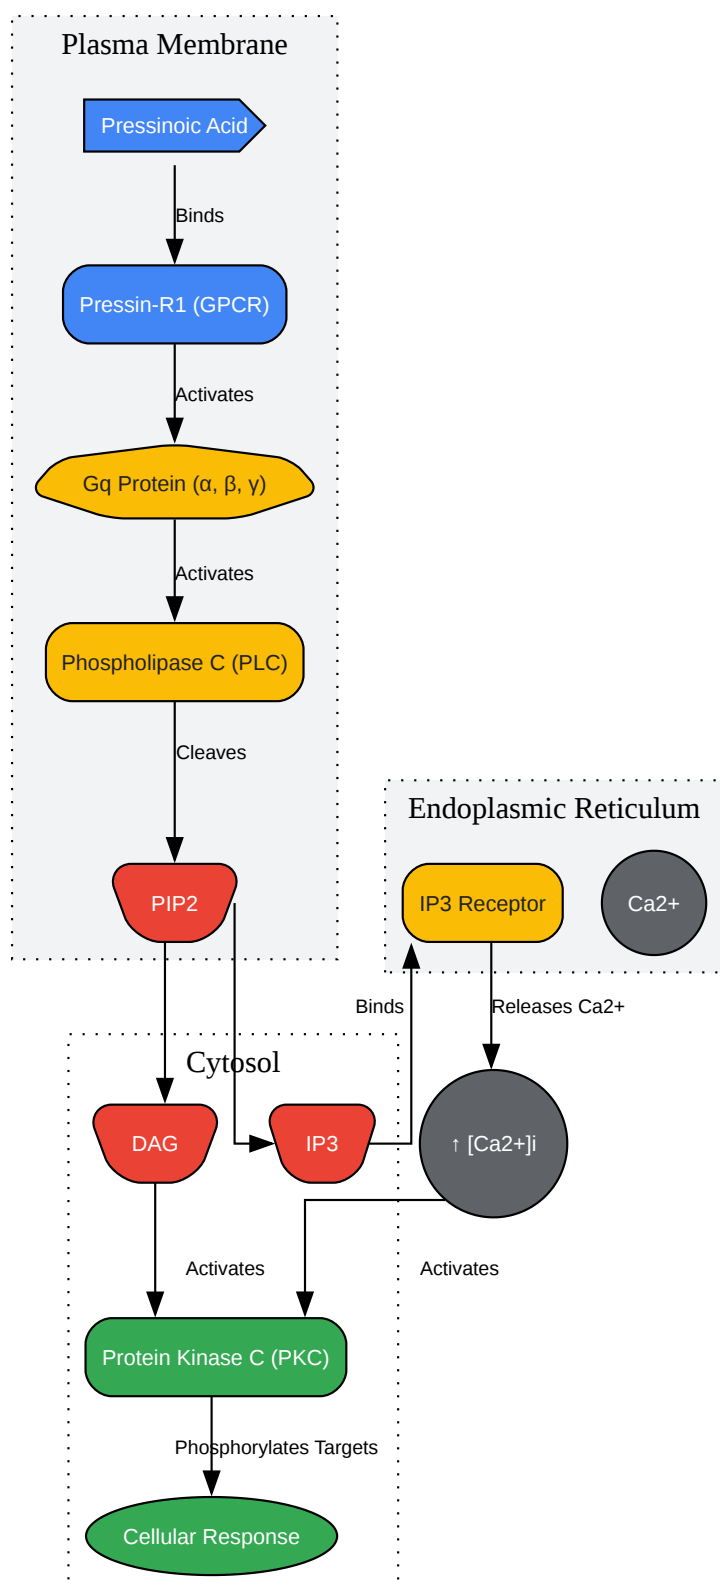 Plasma Membrane
Pressinoic Acid
Binds
Pressin-R1 (GPCR)
Activates
Gq Protein (α, β, γ)
Activates
Phospholipase C (PLC)
Cleaves
PIP2
Endoplasmic Reticulum
IP3 Receptor
Ca2+
Binds
Releases Ca2+
Cytosol
DAG
IP3
↑ [Ca2+]i
Activates
Activates
Protein Kinase C (PKC)
Phosphorylates Targets
Cellular Response